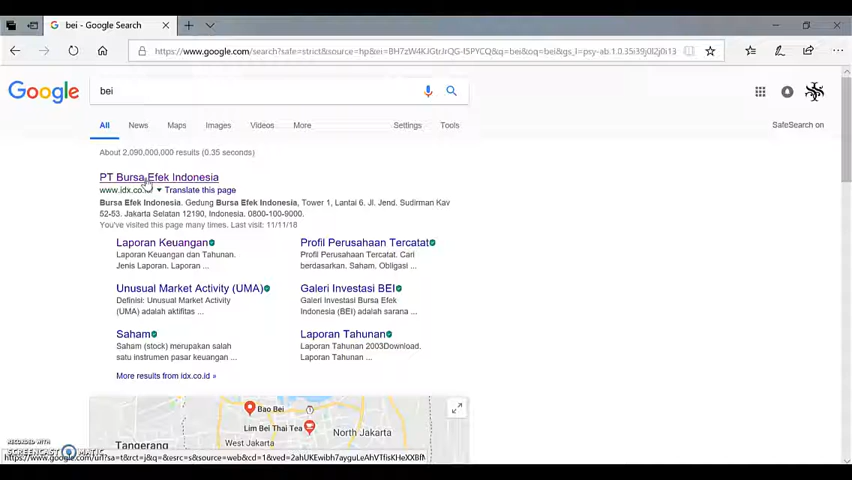 bei - Google Search
https://www.google.com/search?safe=strict&source=hp&ei=BH7zW4KJGtrJrQG-I5PYCQ&q=bei&oq=bei&gs_l=psy-ab.1.0.35i39j0l2j0i13
Google
bei
All News Maps Images Videos More Settings Tools
SafeSearch on
About 2,090,000,000 results (0.35 seconds)
PT Bursa Efek Indonesia
www.idx.co. Translate this page
Bursa Efek Indonesia. Gedung Bursa Efek Indonesia, Tower 1, Lantai 6. Jl. Jend. Sudirman Kav
52-53. Jakarta Selatan 12190, Indonesia. 0800-100-9000.
You've visited this page many times. Last visit: 11/11/18
Laporan Keuangan
Laporan Keuangan dan Tahunan.
Jenis Laporan. Laporan ...
Profil Perusahaan Tercatat
Profil Perusahaan Tercatat. Cari
berdasarkan. Saham. Obligasi ...
Unusual Market Activity (UMA)
Definisi: Unusual Market Activity
(UMA) adalah aktifitas ...
Galeri Investasi BEI
Galeri Investasi Bursa Efek
Indonesia (BEI) adalah sarana ...
Saham
Saham (stock) merupakan salah
satu instrumen pasar keuangan ...
Laporan Tahunan
Laporan Tahunan 2003Download.
Laporan Tahunan ...
More results from idx.co.id »
Bao Bei
Lim Bei Thai Tea
North Jakarta
West Jakarta
Tangerang
RECORDED WITH
SCREENCAST MATIC